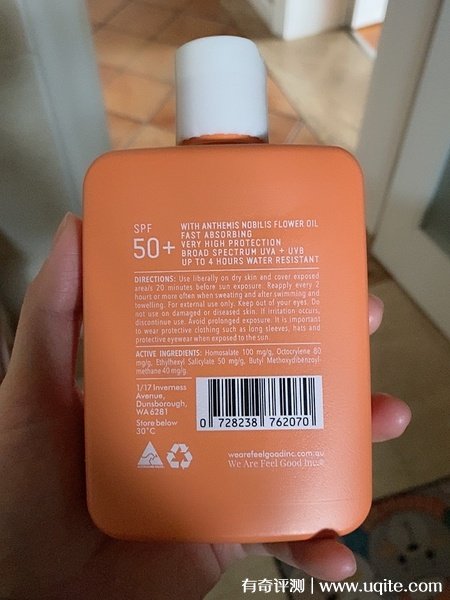 SPF
50+
WITH ANTHEMIS NOBILIS FLOWER OIL
FAST ABSORBING
VERY HIGH PROTECTION
BROAD SPECTRUM UVA + UVB
UP TO 4 HOURS WATER RESISTANT
DIRECTIONS: Use liberally on dry skin and cover exposed
area/s 20 minutes before sun exposure. Reapply every 2
hours or more often when sweating and after swimming and
towelling. For external use only. Keep out of your eyes. Do
not use on damaged or diseased skin. If irritation occurs,
discontinue use. Avoid prolonged exposure. It is important
to wear protective clothing such as long sleeves, hats and
protective eyewear when exposed to the sun.
ACTIVE INGREDIENTS: Homosalate 100 mg/g, Octocrylene 80
mg/g, Ethylhexyl Salicylate 50 mg/g, Butyl Methoxydibenzoyl-
methane 40 mg/g.
1/17 Inverness
Avenue,
Dunsborough,
WA 6281
Store below
30°C
0 728238 762070
wearefeelgoodinc.com.au
We Are Feel Good Inc.
有奇评测 | www.uqite.com